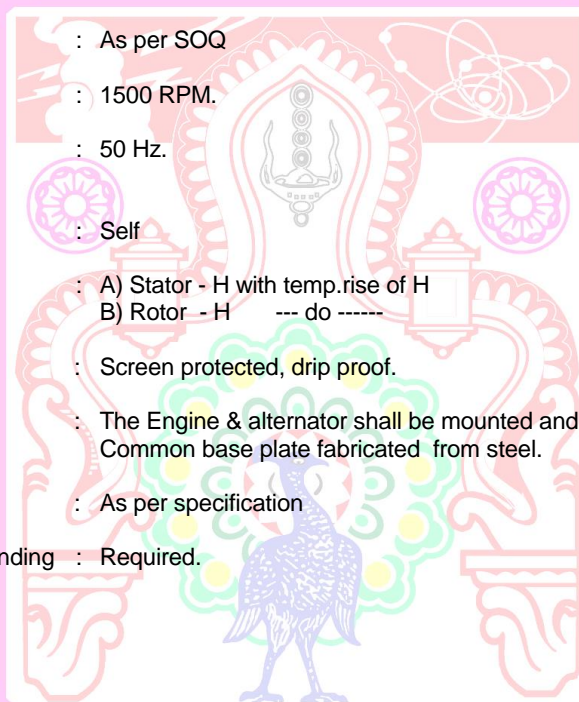 : As per SOQ
: 1500 RPM.
: 50 Hz.
: Self
: A) Stator - H with temp.rise of H
B) Rotor - H --- do ------
: Screen protected, drip proof.
: The Engine & alternator shall be mounted and
Common base plate fabricated from steel.
: As per specification
nding : Required.